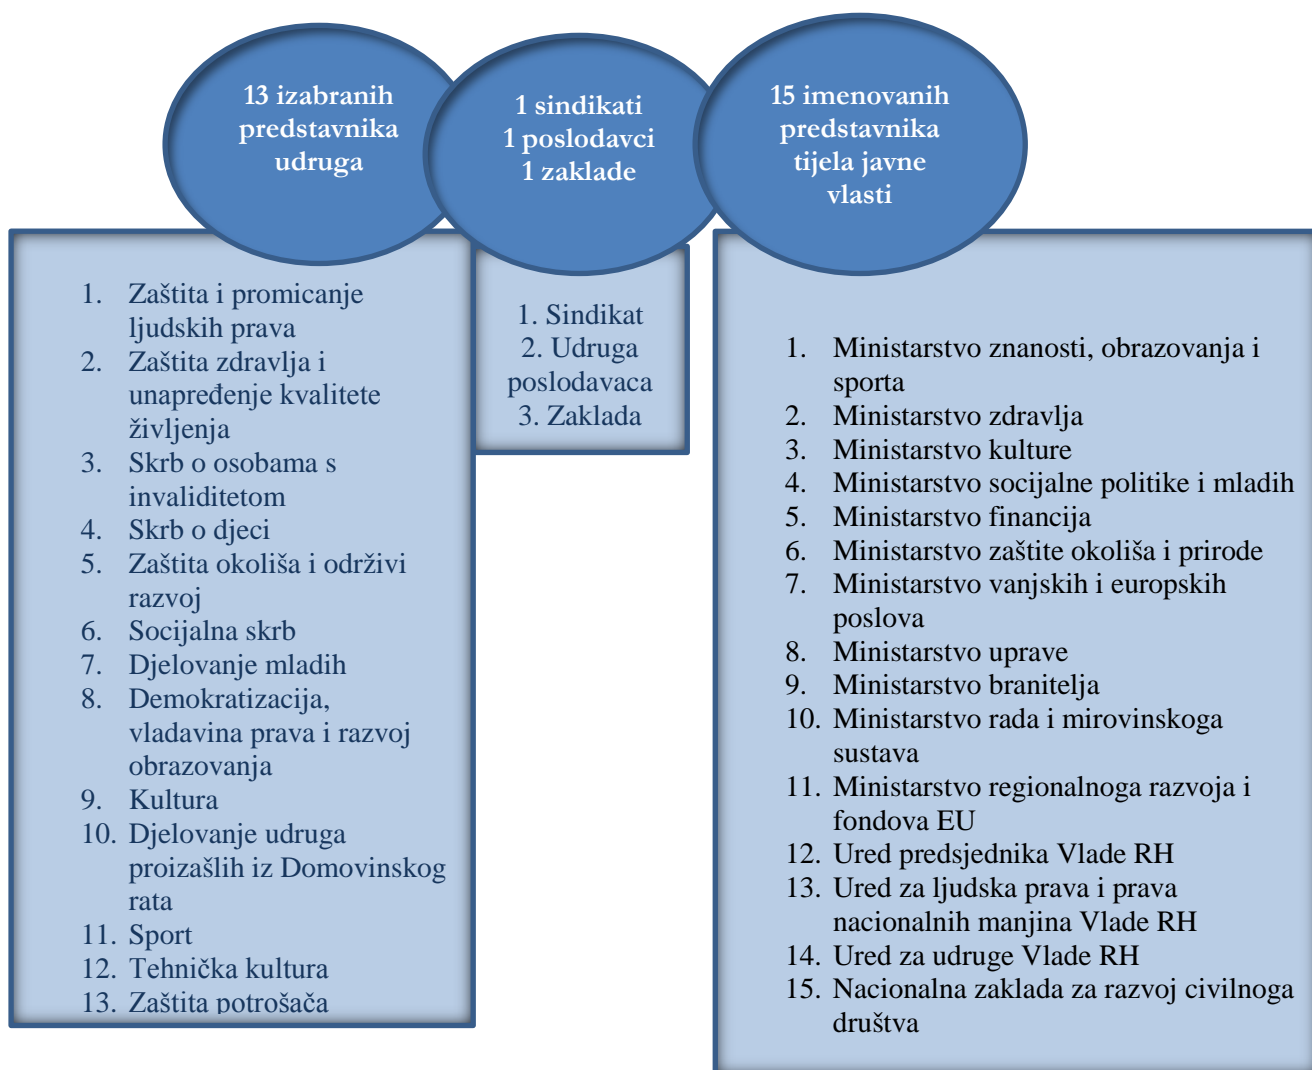 13 izabranih
predstavnika
udruga
1 sindikati
1 poslodavci
1 zaklade
15 imenovanih
predstavnika
tijela javne
vlasti
1. Zaštita i promicanje
ljudskih prava
2. Zaštita zdravlja i
unapređenje kvalitete
življenja
3. Skrb o osobama s
invaliditetom
4. Skrb o djeci
5. Zaštita okoliša i održivi
razvoj
6. Socijalna skrb
7. Djelovanje mladih
8. Demokratizacija,
vladavina prava i razvoj
obrazovanja
9. Kultura
10. Djelovanje udruga
proizašlih iz Domovinskog
rata
11. Sport
12. Tehnička kultura
13. Zaštita potrošača
1. Sindikat
2. Udruga
poslodavaca
3. Zaklada
1. Ministarstvo znanosti, obrazovanja i
sporta
2. Ministarstvo zdravlja
3. Ministarstvo kulture
4. Ministarstvo socijalne politike i mladih
5. Ministarstvo financija
6. Ministarstvo zaštite okoliša i prirode
7. Ministarstvo vanjskih i europskih
poslova
8. Ministarstvo uprave
9. Ministarstvo branitelja
10. Ministarstvo rada i mirovinskoga
sustava
11. Ministarstvo regionalnoga razvoja i
fondova EU
12. Ured predsjednika Vlade RH
13. Ured za ljudska prava i prava
nacionalnih manjina Vlade RH
14. Ured za udruge Vlade RH
15. Nacionalna zaklada za razvoj civilnoga
društva